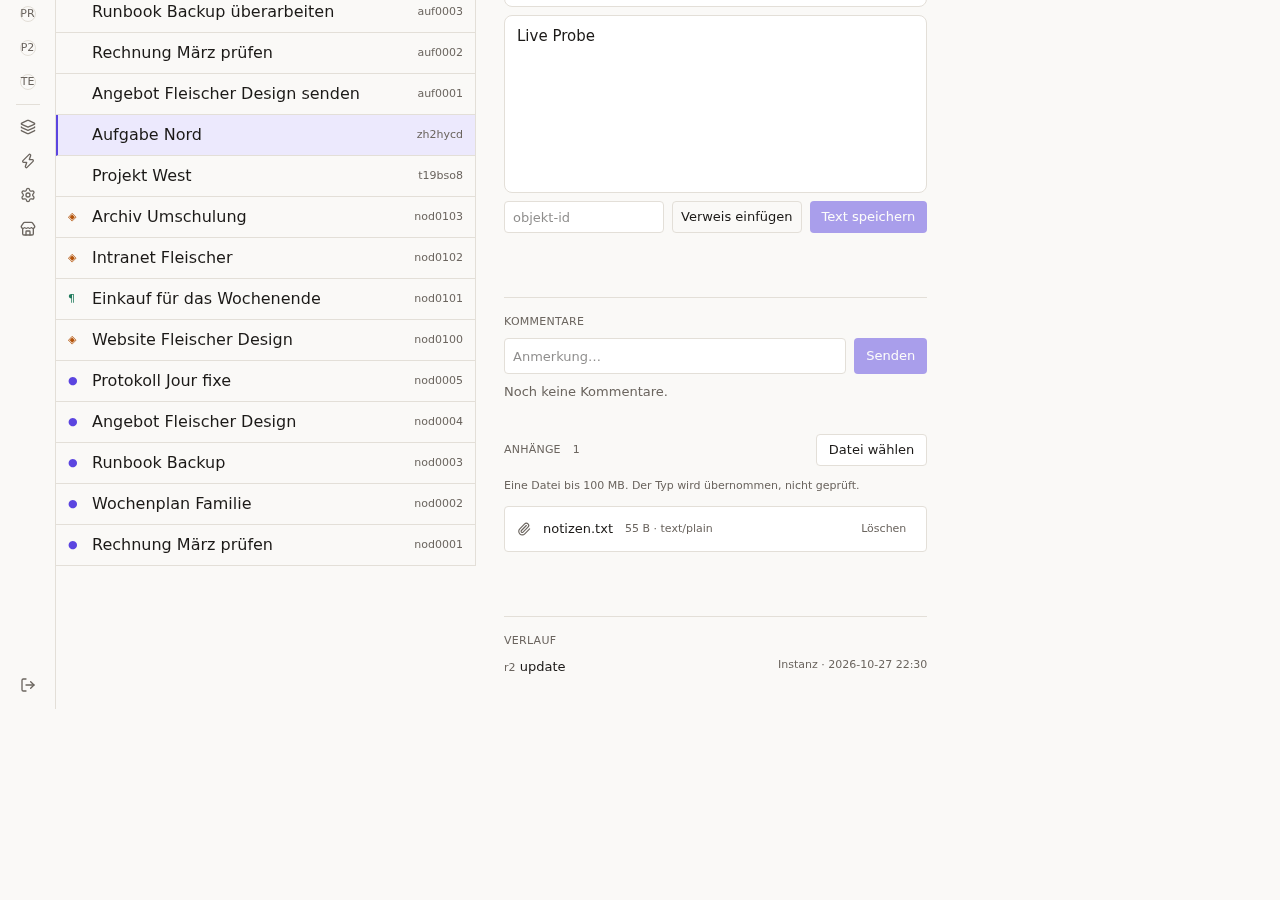 PR
P2
TE
Runbook Backup überarbeiten auf0003
Rechnung März prüfen auf0002
Angebot Fleischer Design senden auf0001
Aufgabe Nord zh2hycd
Projekt West t19bso8
Archiv Umschulung nod0103
Intranet Fleischer nod0102
¶ Einkauf für das Wochenende nod0101
Website Fleischer Design nod0100
Protokoll Jour fixe nod0005
Angebot Fleischer Design nod0004
Runbook Backup nod0003
Wochenplan Familie nod0002
Rechnung März prüfen nod0001
Live Probe
objekt-id Verweis einfügen Text speichern
KOMMENTARE
Anmerkung… Senden
Noch keine Kommentare.
ANHÄNGE 1 Datei wählen
Eine Datei bis 100 MB. Der Typ wird übernommen, nicht geprüft.
notizen.txt 55 B · text/plain Löschen
VERLAUF
r2 update Instanz · 2026-10-27 22:30